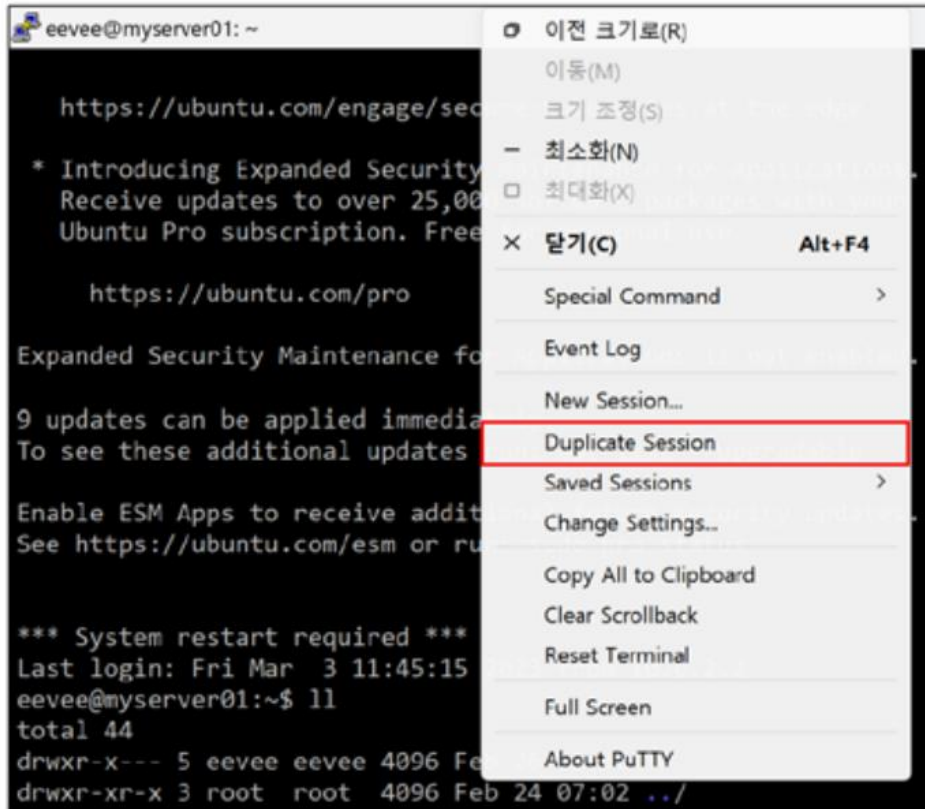 eevee@myserver01: ~
https://ubuntu.com/engage/sec
* Introducing Expanded Security
Receive updates to over 25,00
Ubuntu Pro subscription. Free
https://ubuntu.com/pro
Expanded Security Maintenance fo
9 updates can be applied immedia
To see these additional updates
Enable ESM Apps to receive addit
See https://ubuntu.com/esm or ru
*** System restart required ***
Last login: Fri Mar  3 11:45:15
eevee@myserver01:~$ ll
total 44
drwxr-x--- 5 eevee eevee 4096 Fe
drwxr-xr-x 3 root  root  4096 Feb 24 07:02 ../
이전 크기로(R)
이동(M)
크기 조정(S)
최소화(N)
최대화(X)
닫기(C) Alt+F4
Special Command >
Event Log
New Session...
Duplicate Session
Saved Sessions >
Change Settings...
Copy All to Clipboard
Clear Scrollback
Reset Terminal
Full Screen
About PuTTY